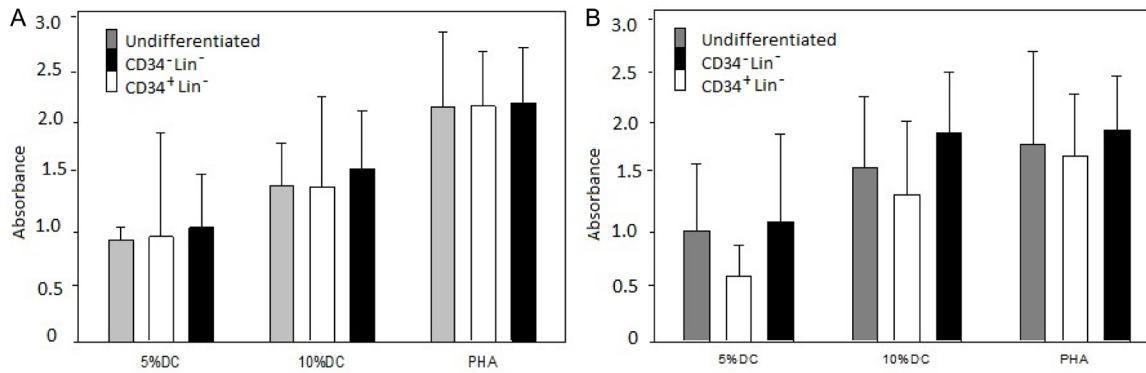 A
3.0
2.5
2.0
1.5
1.0
0.5
0
Absorbance
Undifferentiated
CD34⁻Lin⁻
CD34⁺Lin⁻
5%DC 10%DC PHA
B
3.0
2.5
2.0
1.5
1.0
0.5
0
Absorbance
Undifferentiated
CD34⁻Lin⁻
CD34⁺Lin⁻
5%DC 10%DC PHA